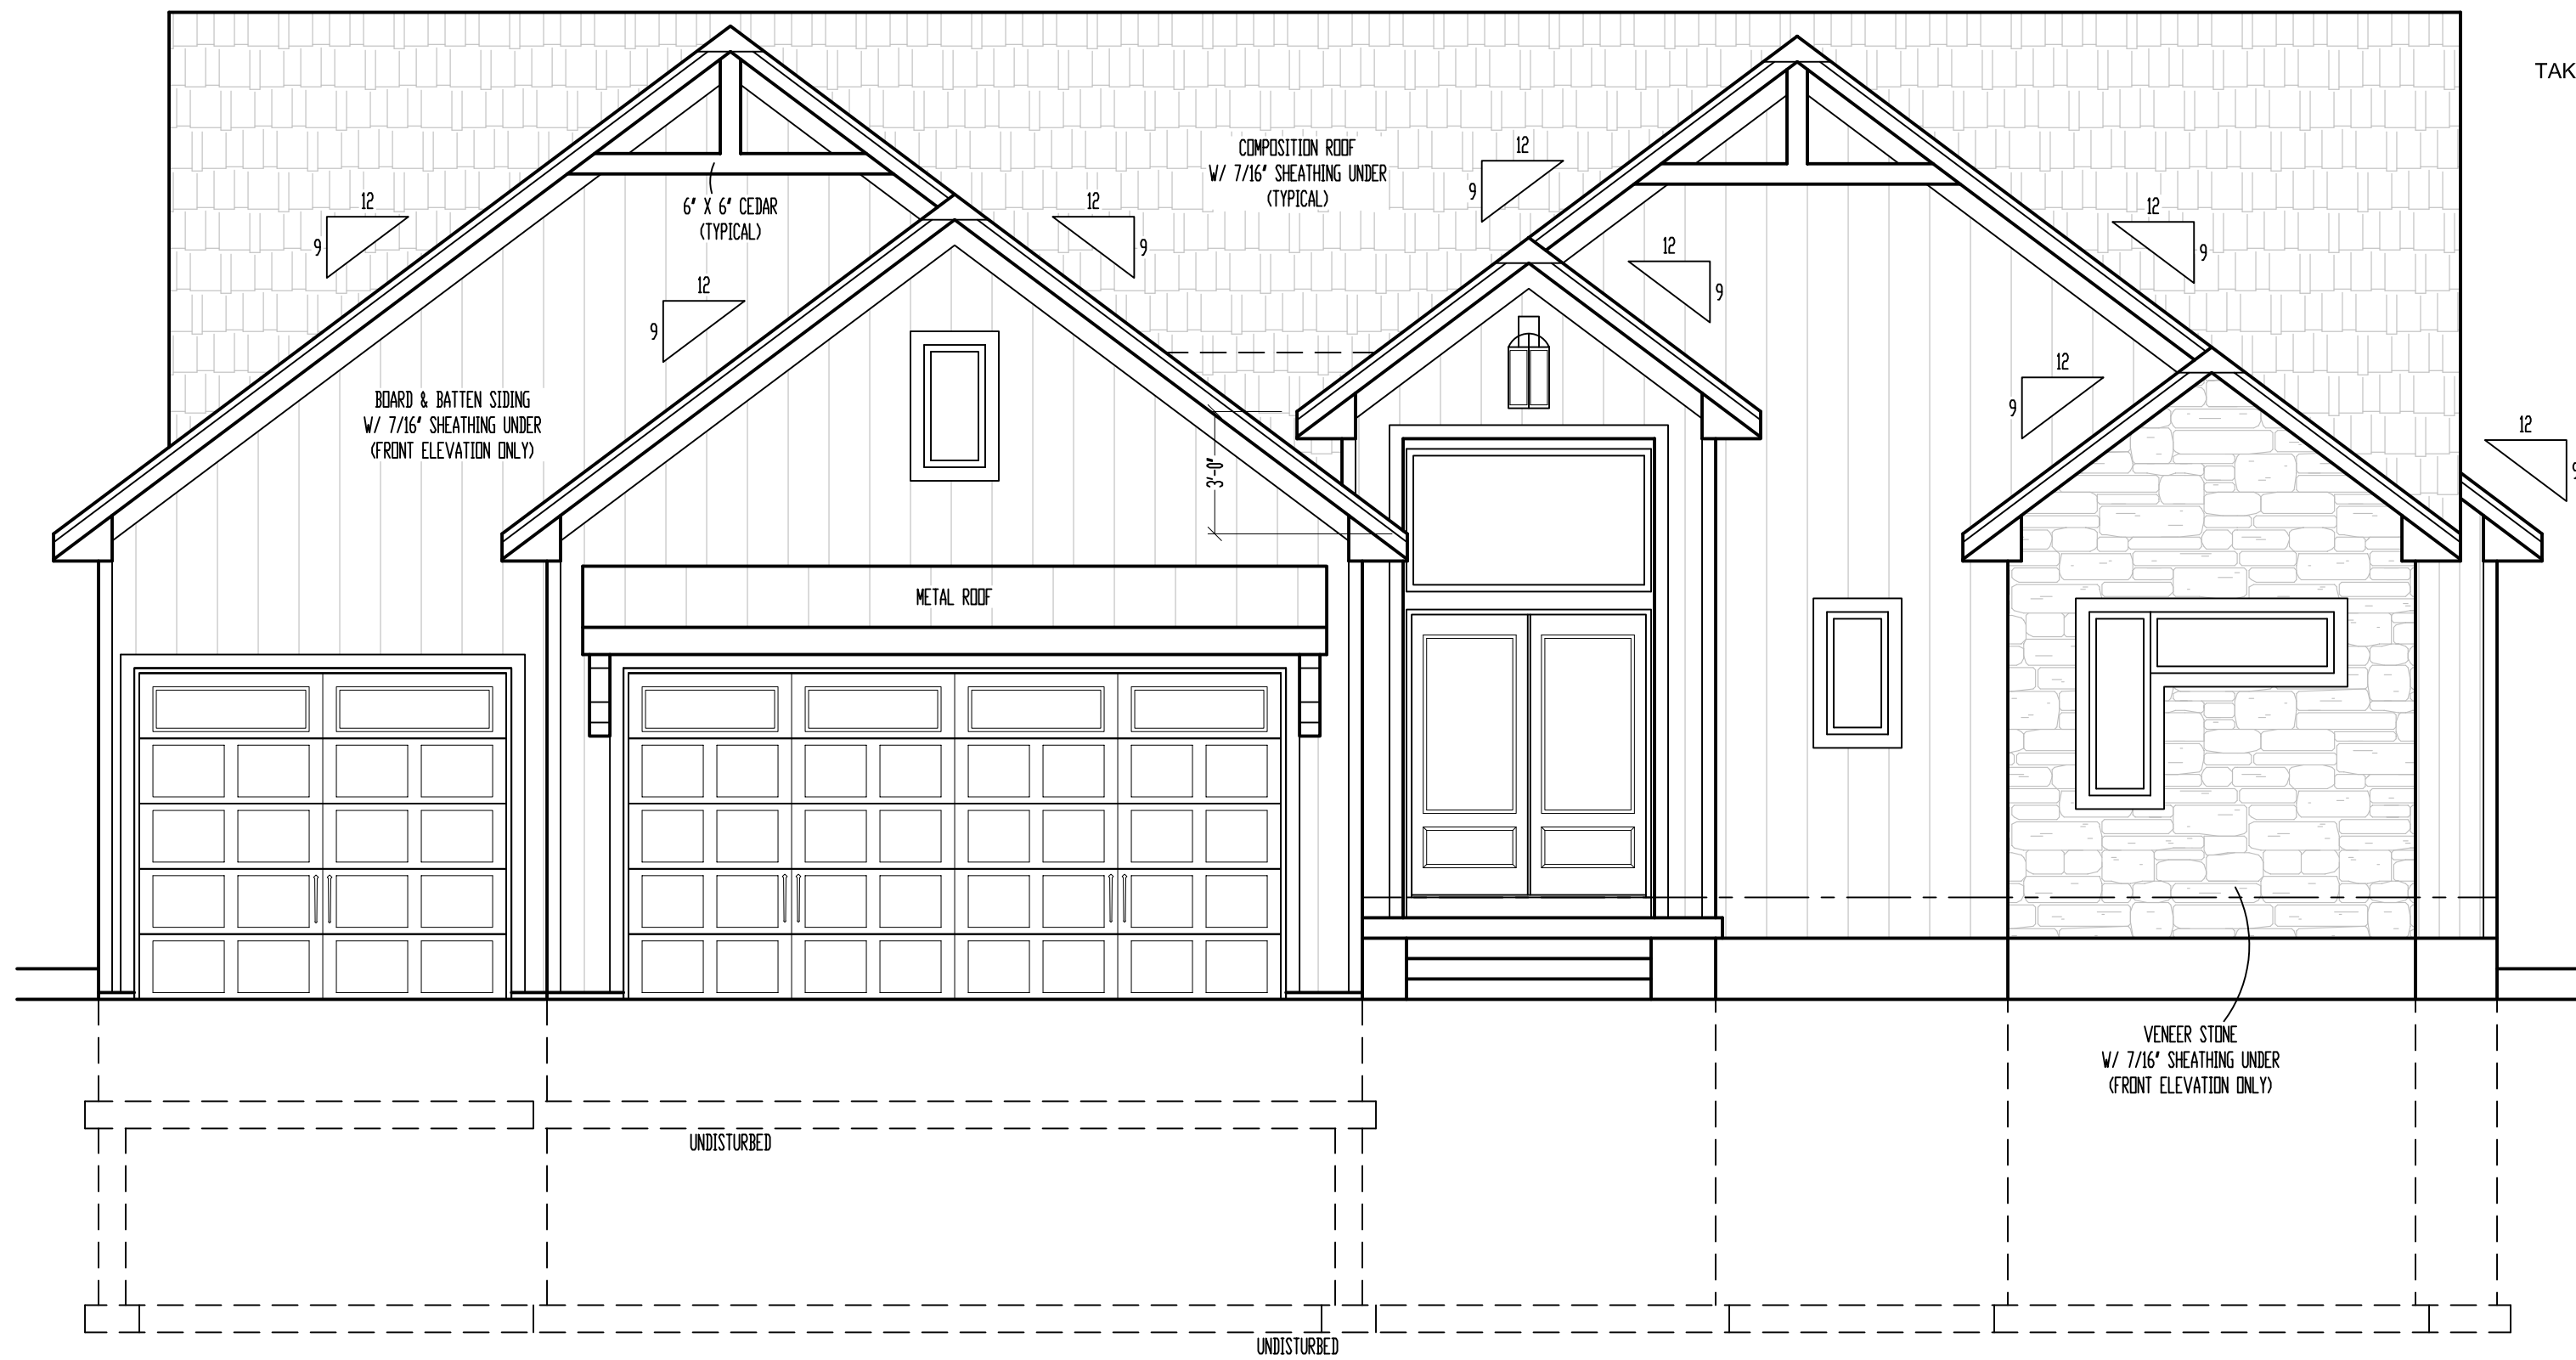 TAK
COMPOSITION ROOF
W/ 7/16" SHEATHING UNDER
(TYPICAL)
12
9
12
9
6" X 6" CEDAR
(TYPICAL)
12
9
12
9
12
9
12
9
12
9
12
9
BOARD & BATTEN SIDING
W/ 7/16" SHEATHING UNDER
(FRONT ELEVATION ONLY)
3'-0"
12
METAL ROOF
VENEER STONE
W/ 7/16" SHEATHING UNDER
(FRONT ELEVATION ONLY)
UNDISTURBED
UNDISTURBED